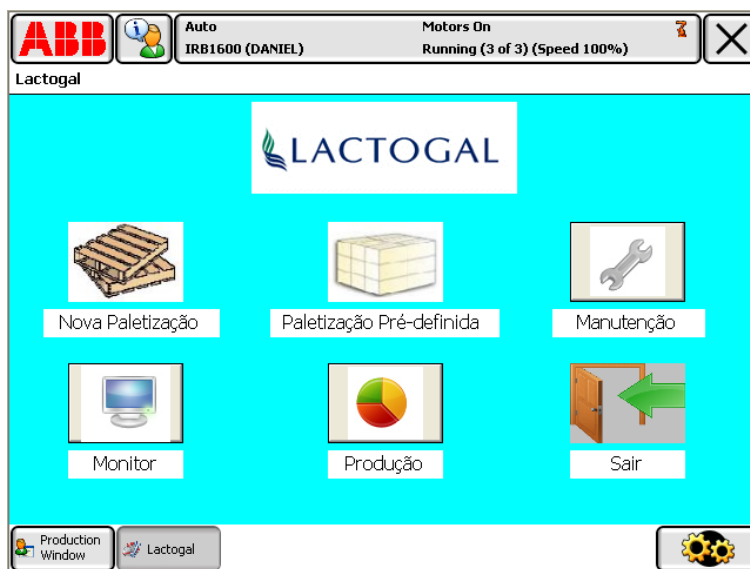 ABB
Auto
IRB1600 (DANIEL)
Motors On
Running (3 of 3) (Speed 100%)
Lactogal
LACTOGAL
Nova Paletização
Paletização Pré-definida
Manutenção
Monitor
Produção
Sair
Production
Window
Lactogal